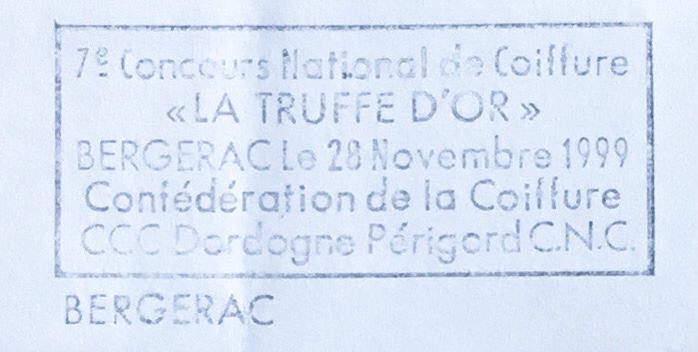 7e Concours National de Coiffure
«LA TRUFFE D'OR»
BERGERAC Le 28 Novembre 1999
Confédération de la Coiffure
CCC Dordogne Périgord C.N.C.
BERGERAC